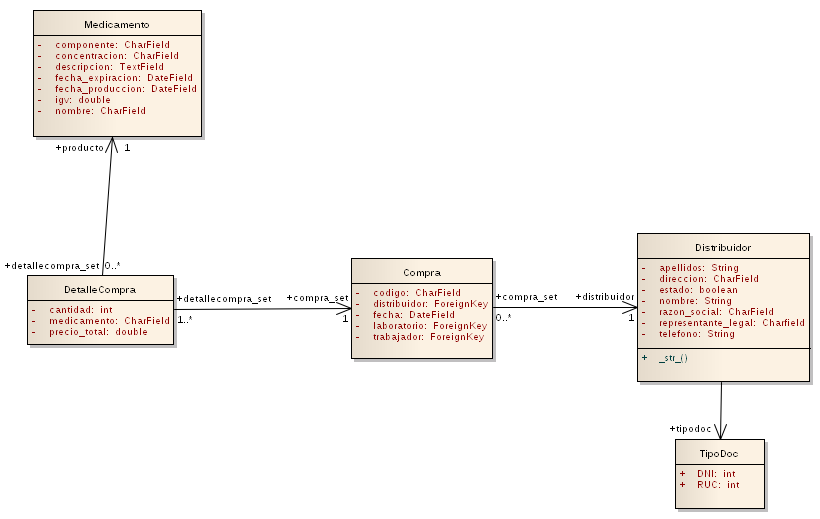 Medicamento
- componente: CharField
- concentracion: CharField
- descripcion: TextField
- fecha_expiracion: DateField
- fecha_produccion: DateField
- igv: double
- nombre: CharField
+producto 1
+detallecompra_set 0..*
DetalleCompra
- cantidad: int
- medicamento: CharField
- precio_total: double
+detallecompra_set
1..*
+compra_set
1
Compra
- codigo: CharField
- distribuidor: ForeignKey
- fecha: DateField
- laboratorio: ForeignKey
- trabajador: ForeignKey
+compra_set
0..*
+distribuidor
1
Distribuidor
- apellidos: String
- direccion: CharField
- estado: boolean
- nombre: String
- razon_social: CharField
- representante_legal: Charfield
- telefono: String
+ _str_()
+tipodoc
TipoDoc
+ DNI: int
+ RUC: int